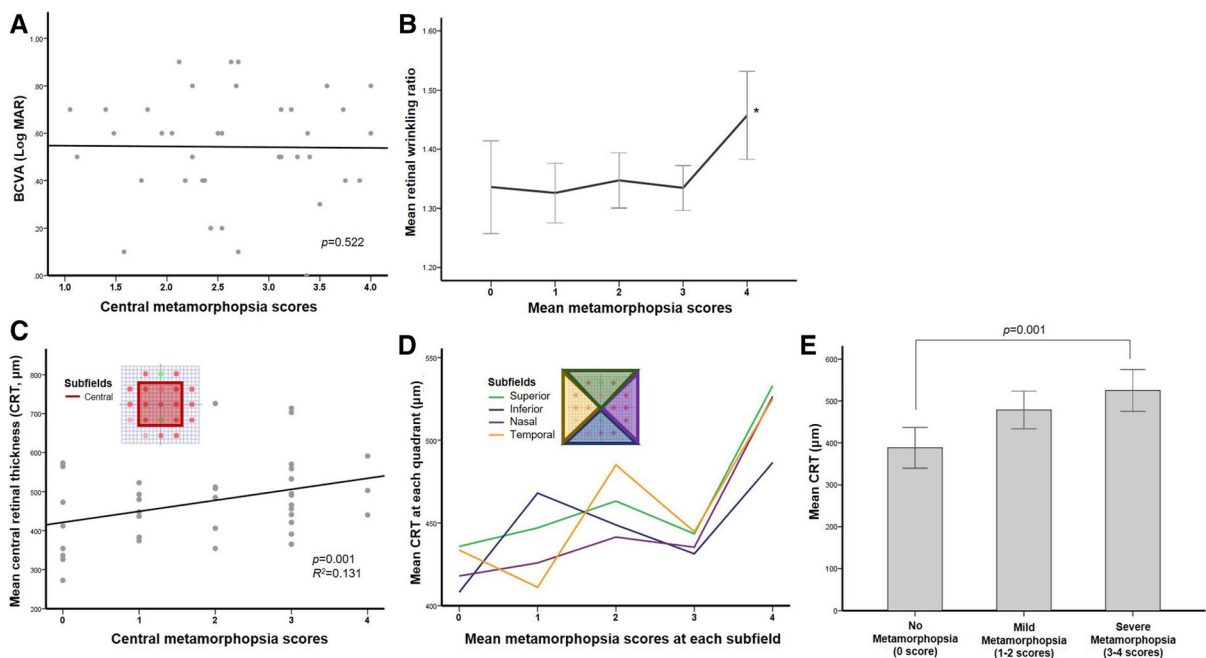 A
BCVA (Log MAR)
1.00
.80
.60
.40
.20
.00
p=0.522
1.0 1.5 2.0 2.5 3.0 3.5 4.0
Central metamorphopsia scores
B
Mean retinal wrinkling ratio
1.60
1.50
1.40
1.30
1.20
*
0 1 2 3 4
Mean metamorphopsia scores
C
Mean central retinal thickness (CRT, μm)
800
700
600
500
400
300
200
Subfields
Central
p=0.001
R²=0.131
0 1 2 3 4
Central metamorphopsia scores
D
Mean CRT at each quadrant (μm)
550
500
450
400
Subfields
Superior
Inferior
Nasal
Temporal
0 1 2 3 4
Mean metamorphopsia scores at each subfield
E
p=0.001
Mean CRT (μm)
600
500
400
300
200
100
0
No
Metamorphopsia
(0 score)
Mild
Metamorphopsia
(1-2 scores)
Severe
Metamorphopsia
(3-4 scores)